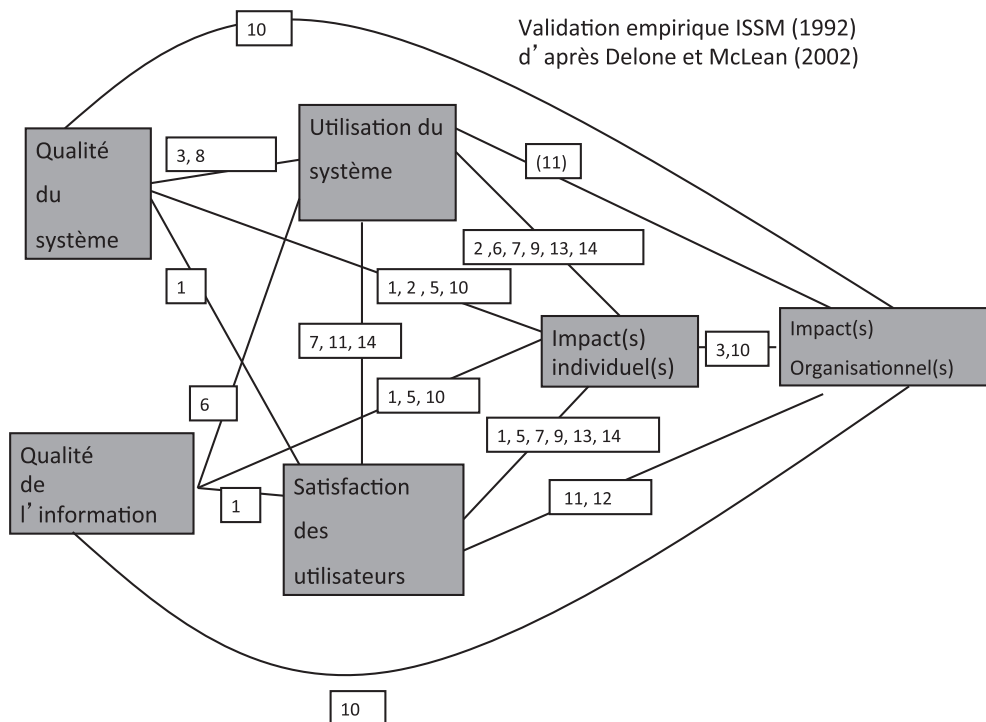 10
Validation empirique ISSM (1992)
d’ après Delone et McLean (2002)
Utilisation du
système
Qualité
du
système
3, 8
(11)
2 ,6, 7, 9, 13, 14
1
1, 2 , 5, 10
7, 11, 14
Impact(s)
individuel(s)
3,10
Impact(s)
Organisationnel(s)
6
1, 5, 10
1, 5, 7, 9, 13, 14
Qualité
de
l’ information
1
Satisfaction
des
utilisateurs
11, 12
10